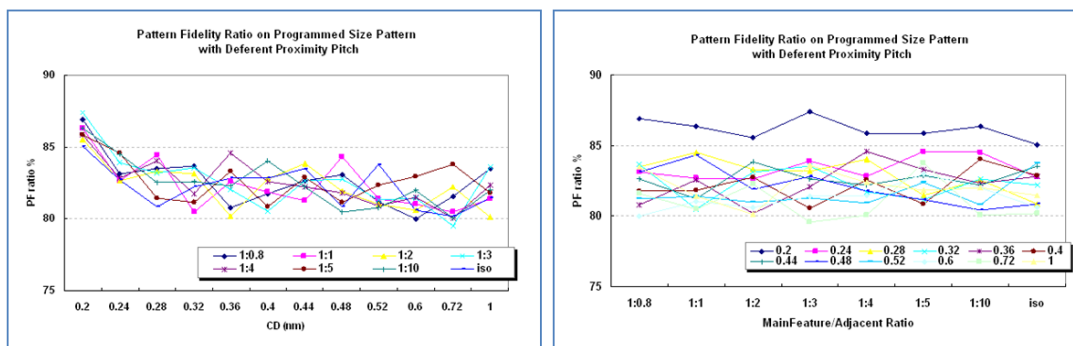 Pattern Fidelity Ratio on Programmed Size Pattern
with Deferent Proximity Pitch
90
85
80
75
PF ratio %
1:0.8 1:1 1:2 1:3
1:4 1:5 1:10 iso
0.2 0.24 0.28 0.32 0.36 0.4 0.44 0.48 0.52 0.6 0.72 1
CD (nm)
Pattern Fidelity Ratio on Programmed Size Pattern
with Deferent Proximity Pitch
90
85
80
75
PF ratio %
0.2 0.24 0.28 0.32 0.36 0.4
0.44 0.48 0.52 0.6 0.72 1
1:0.8 1:1 1:2 1:3 1:4 1:5 1:10 iso
MainFeature/Adjacent Ratio